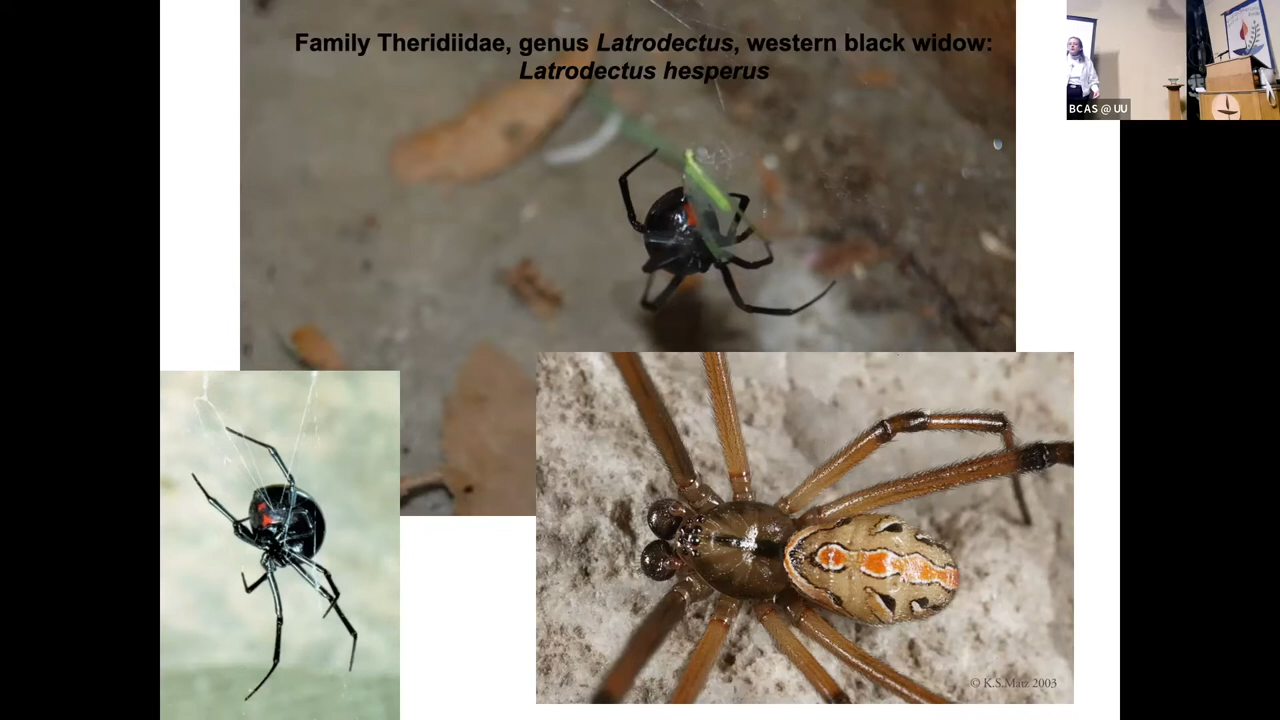 Family Theridiidae, genus Latrodectus, western black widow:
Latrodectus hesperus
BCAS @ UU
© K.S.Matz 2003